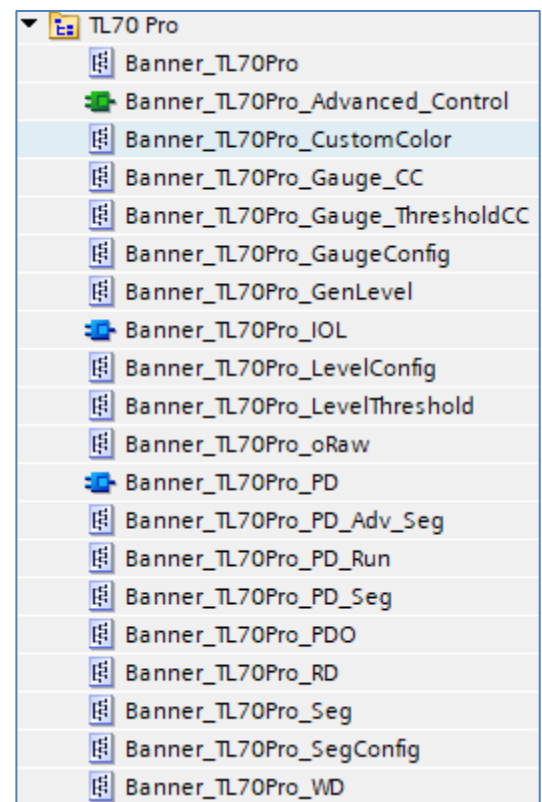 TL70 Pro
Banner_TL70Pro
Banner_TL70Pro_Advanced_Control
Banner_TL70Pro_CustomColor
Banner_TL70Pro_Gauge_CC
Banner_TL70Pro_Gauge_ThresholdCC
Banner_TL70Pro_GaugeConfig
Banner_TL70Pro_GenLevel
Banner_TL70Pro_IOL
Banner_TL70Pro_LevelConfig
Banner_TL70Pro_LevelThreshold
Banner_TL70Pro_oRaw
Banner_TL70Pro_PD
Banner_TL70Pro_PD_Adv_Seg
Banner_TL70Pro_PD_Run
Banner_TL70Pro_PD_Seg
Banner_TL70Pro_PDO
Banner_TL70Pro_RD
Banner_TL70Pro_Seg
Banner_TL70Pro_SegConfig
Banner_TL70Pro_WD